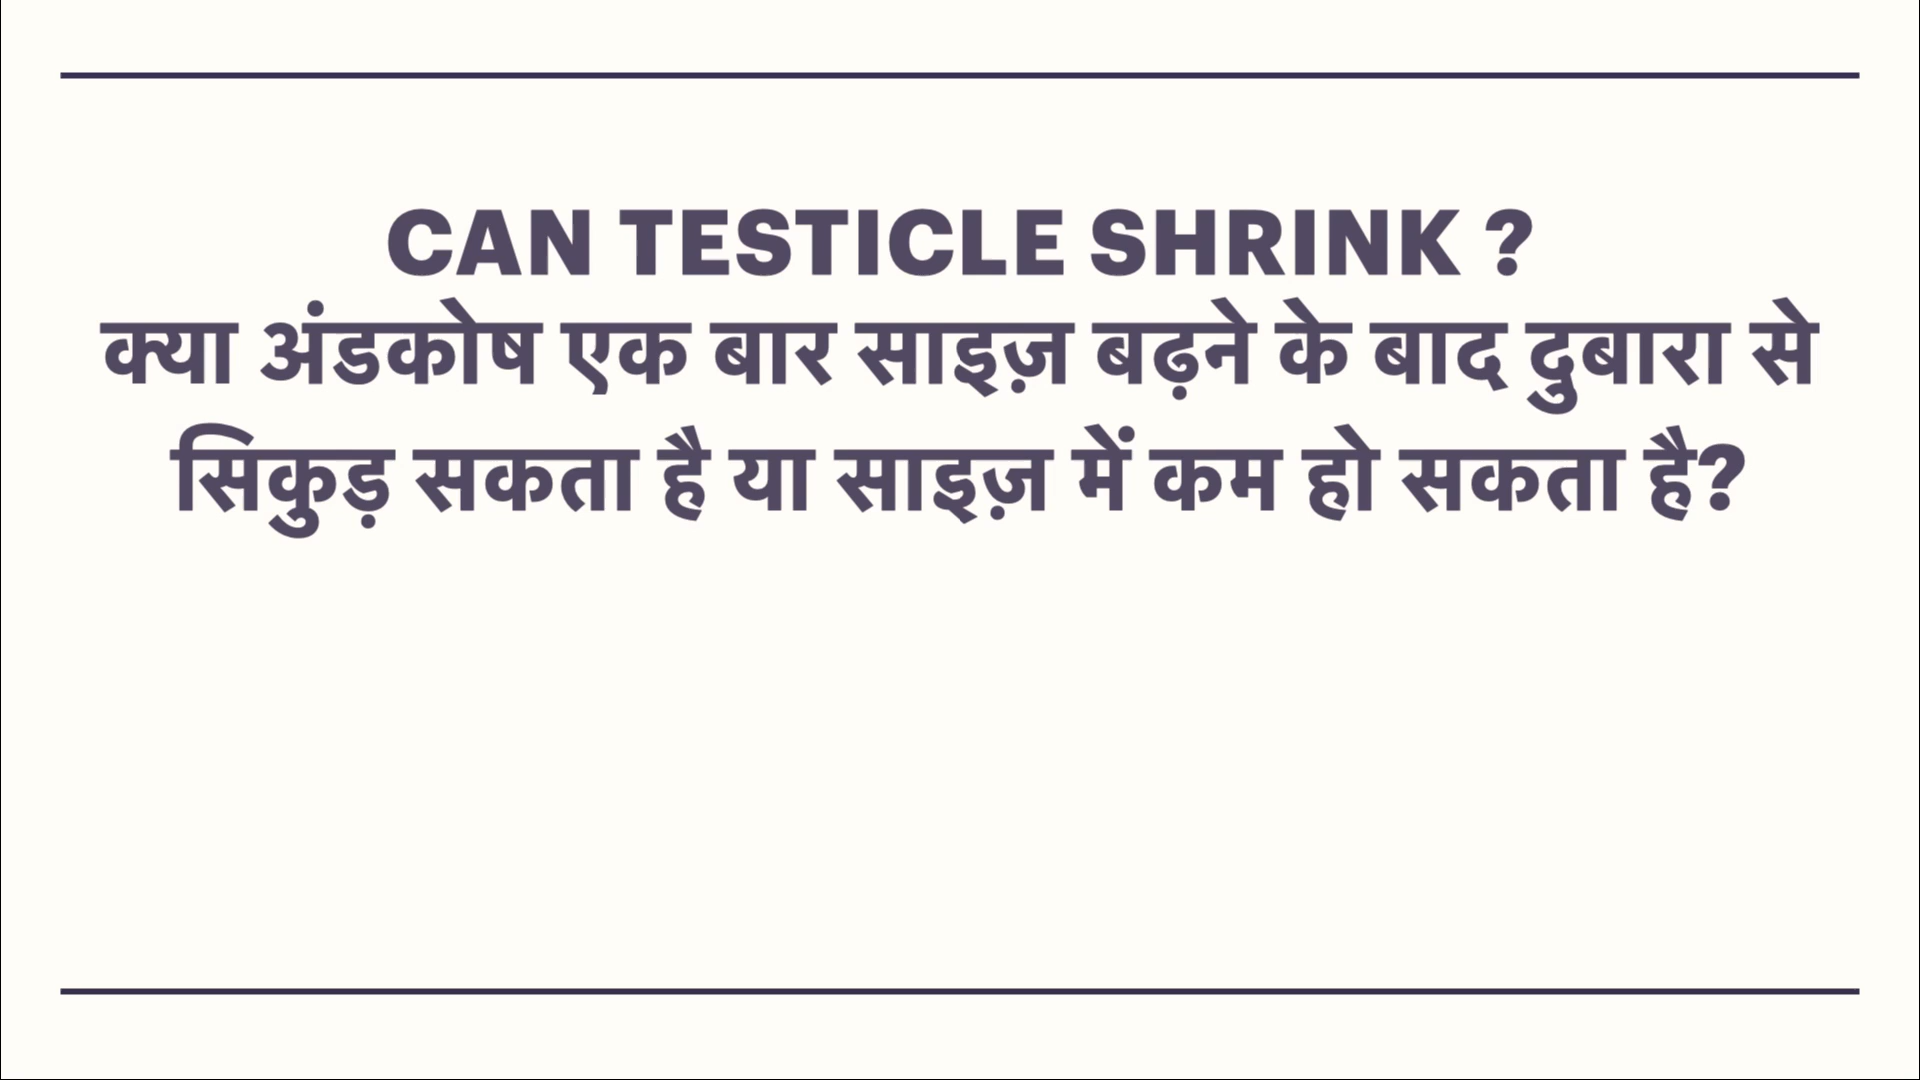 CAN TESTICLE SHRINK ?
क्या अंडकोष एक बार साइज़ बढ़ने के बाद दुबारा से
सिकुड़ सकता है या साइज़ में कम हो सकता है?